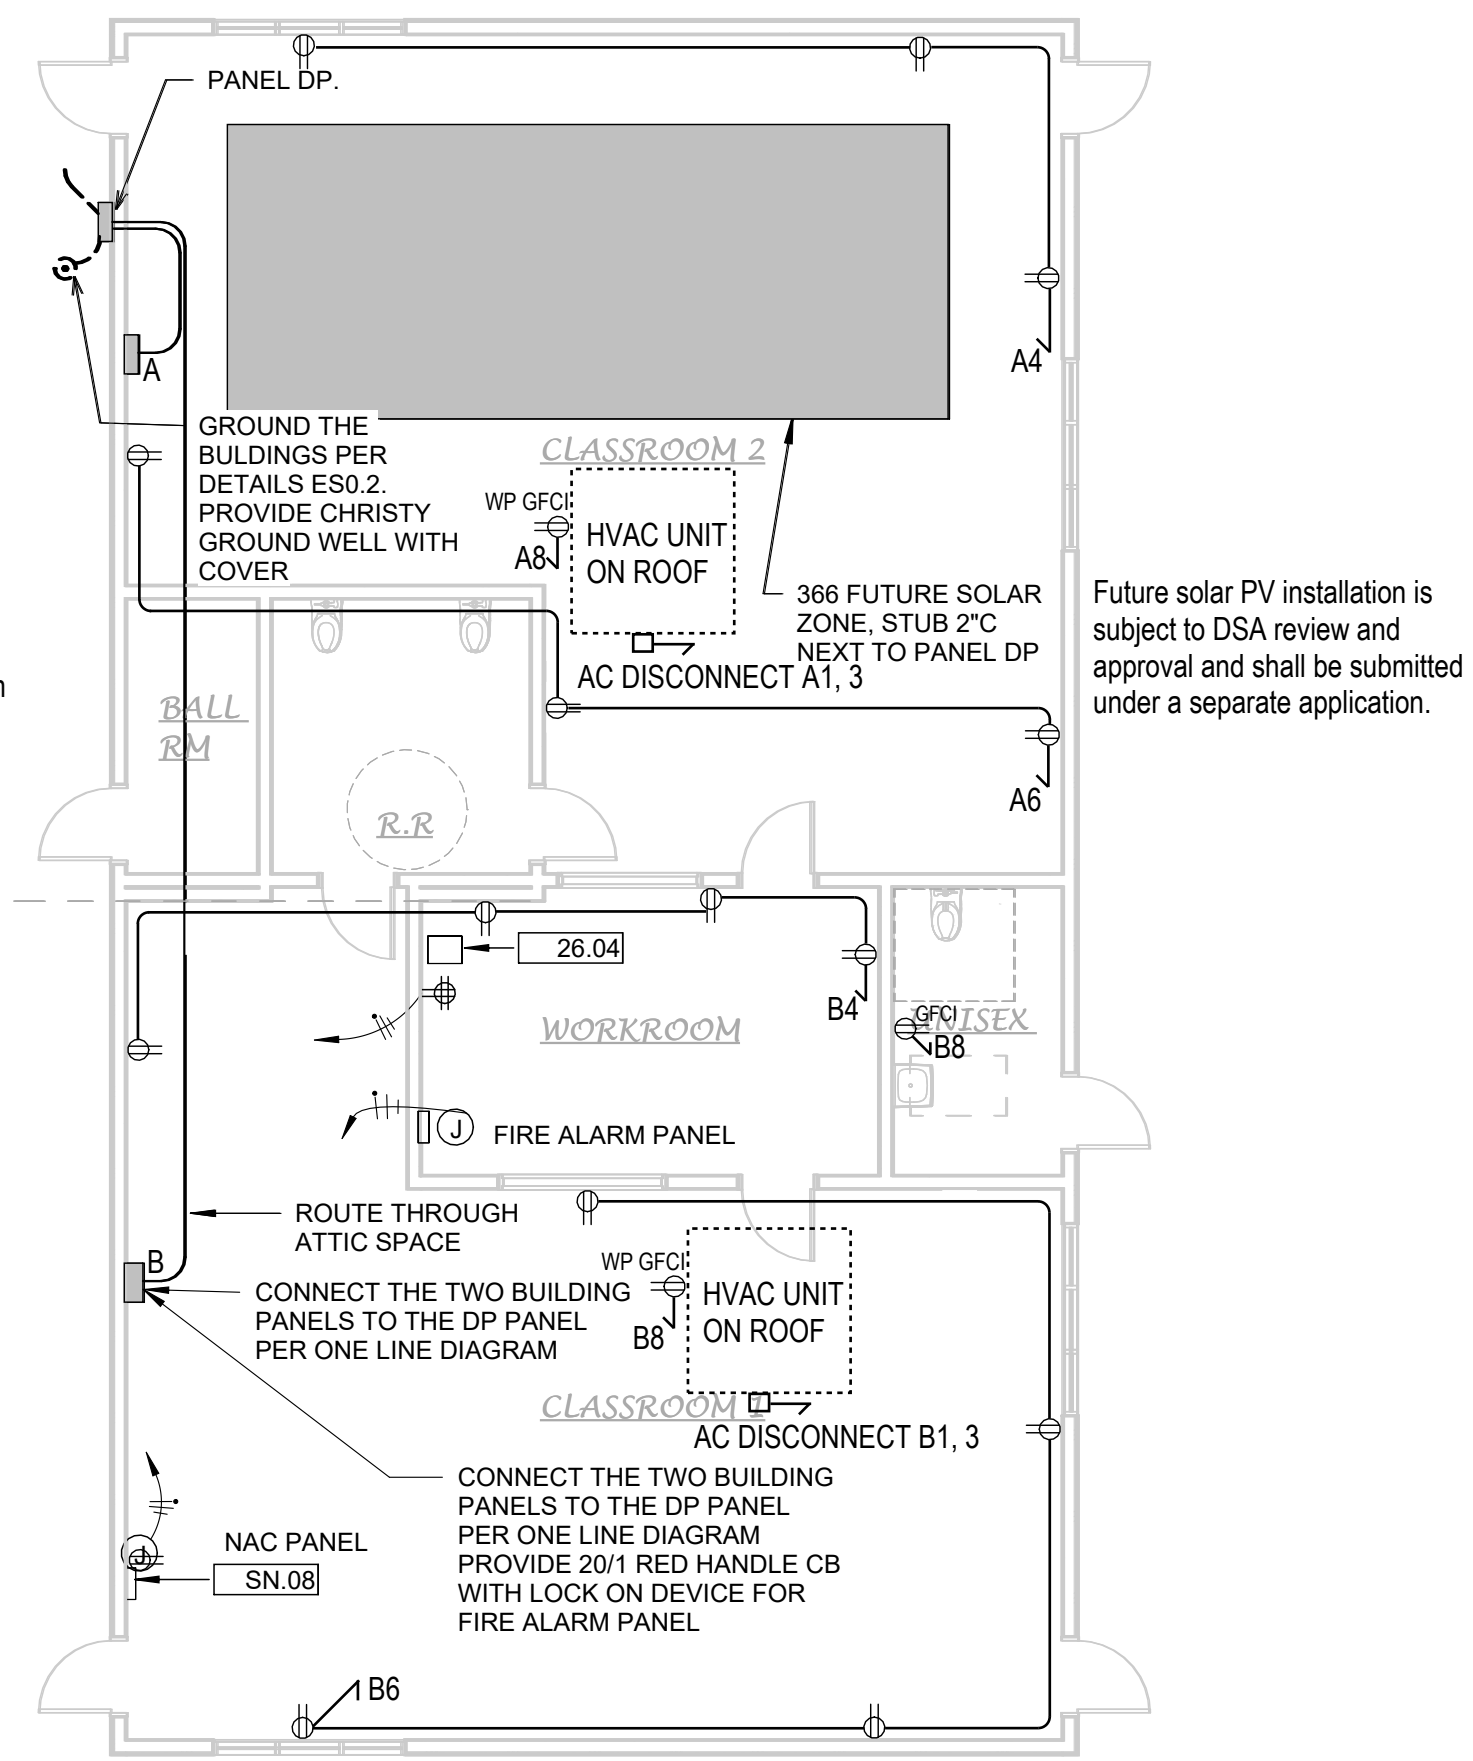 PANEL DP.
A4
A
GROUND THE
BULDINGS PER
DETAILS ES0.2.
PROVIDE CHRISTY
GROUND WELL WITH
COVER
CLASSROOM 2
WP GFCI
A8
HVAC UNIT
ON ROOF
366 FUTURE SOLAR
ZONE, STUB 2"C
NEXT TO PANEL DP
Future solar PV installation is
subject to DSA review and
approval and shall be submitted
under a separate application.
AC DISCONNECT A1, 3
n
BALL
RM
R.R
A6
26.04
B4
WORKROOM
GFCI
UNISEX
B8
J
FIRE ALARM PANEL
ROUTE THROUGH
ATTIC SPACE
B
CONNECT THE TWO BUILDING
PANELS TO THE DP PANEL
PER ONE LINE DIAGRAM
WP GFCI
B8
HVAC UNIT
ON ROOF
CLASSROOM 1
AC DISCONNECT B1, 3
CONNECT THE TWO BUILDING
PANELS TO THE DP PANEL
PER ONE LINE DIAGRAM
PROVIDE 20/1 RED HANDLE CB
WITH LOCK ON DEVICE FOR
FIRE ALARM PANEL
NAC PANEL
J
SN.08
B6